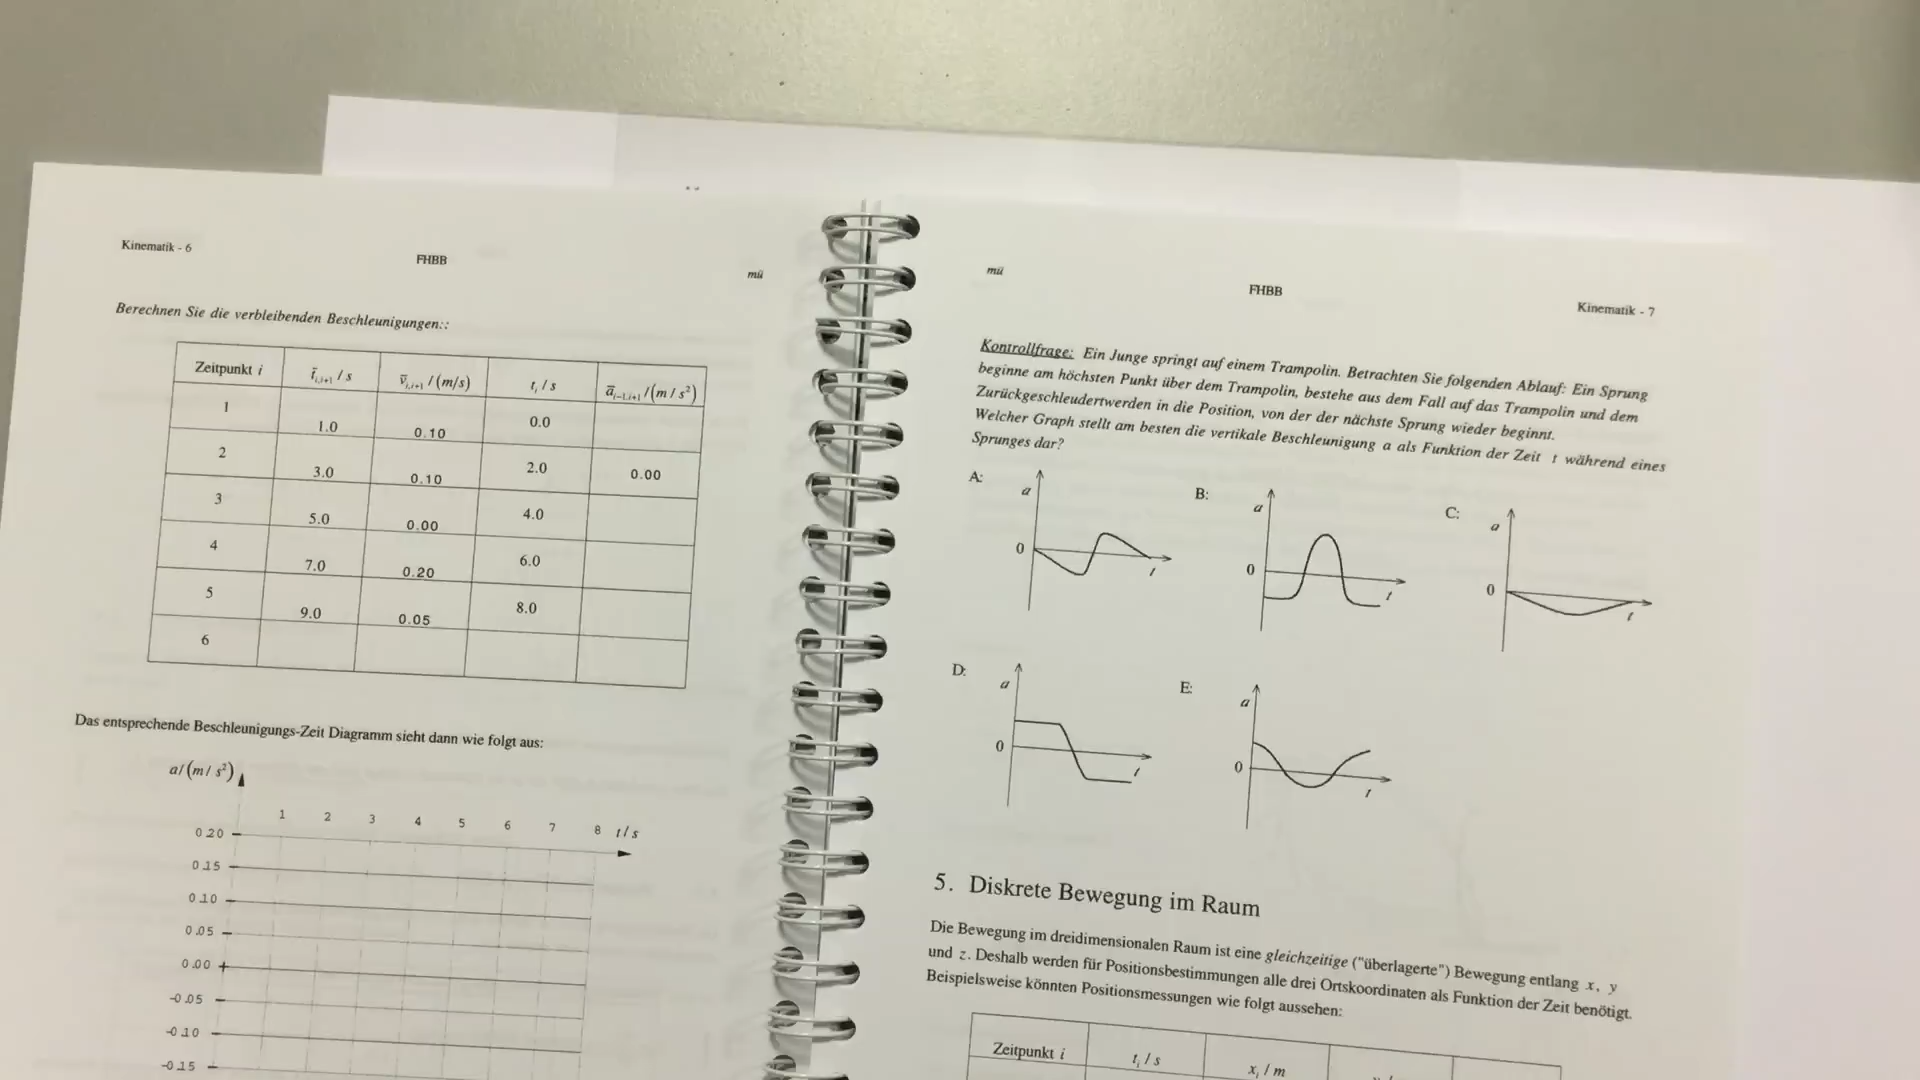 Kinematik - 6
FHBB
mü
Berechnen Sie die verbleibenden Beschleunigungen::
Zeitpunkt i
t̄ᵢ,ᵢ₊₁ / s
v̄ᵢ,ᵢ₊₁ / (m/s)
tᵢ / s
āᵢ₋₁,ᵢ₊₁ / (m / s²)
1
0.0
1.0
0.10
2
2.0
0.00
3.0
0.10
3
4.0
5.0
0.00
4
6.0
7.0
0.20
5
8.0
9.0
0.05
6
Das entsprechende Beschleunigungs-Zeit Diagramm sieht dann wie folgt aus:
a/(m / s²)
1 2 3 4 5 6 7 8 t / s
0.20
0.15
0.10
0.05
0.00
-0.05
-0.10
-0.15
mü
FHBB
Kinematik - 7
Kontrollfrage: Ein Junge springt auf einem Trampolin. Betrachten Sie folgenden Ablauf: Ein Sprung
beginne am höchsten Punkt über dem Trampolin, bestehe aus dem Fall auf das Trampolin und dem
Zurückgeschleudertwerden in die Position, von der der nächste Sprung wieder beginnt.
Welcher Graph stellt am besten die vertikale Beschleunigung a als Funktion der Zeit t während eines
Sprunges dar?
A:
a
0
t
B:
a
0
t
C:
a
0
t
D:
a
0
t
E:
a
0
t
5. Diskrete Bewegung im Raum
Die Bewegung im dreidimensionalen Raum ist eine gleichzeitige ("überlagerte") Bewegung entlang x, y
und z. Deshalb werden für Positionsbestimmungen alle drei Ortskoordinaten als Funktion der Zeit benötigt.
Beispielsweise könnten Positionsmessungen wie folgt aussehen:
Zeitpunkt i
tᵢ / s
xᵢ / m